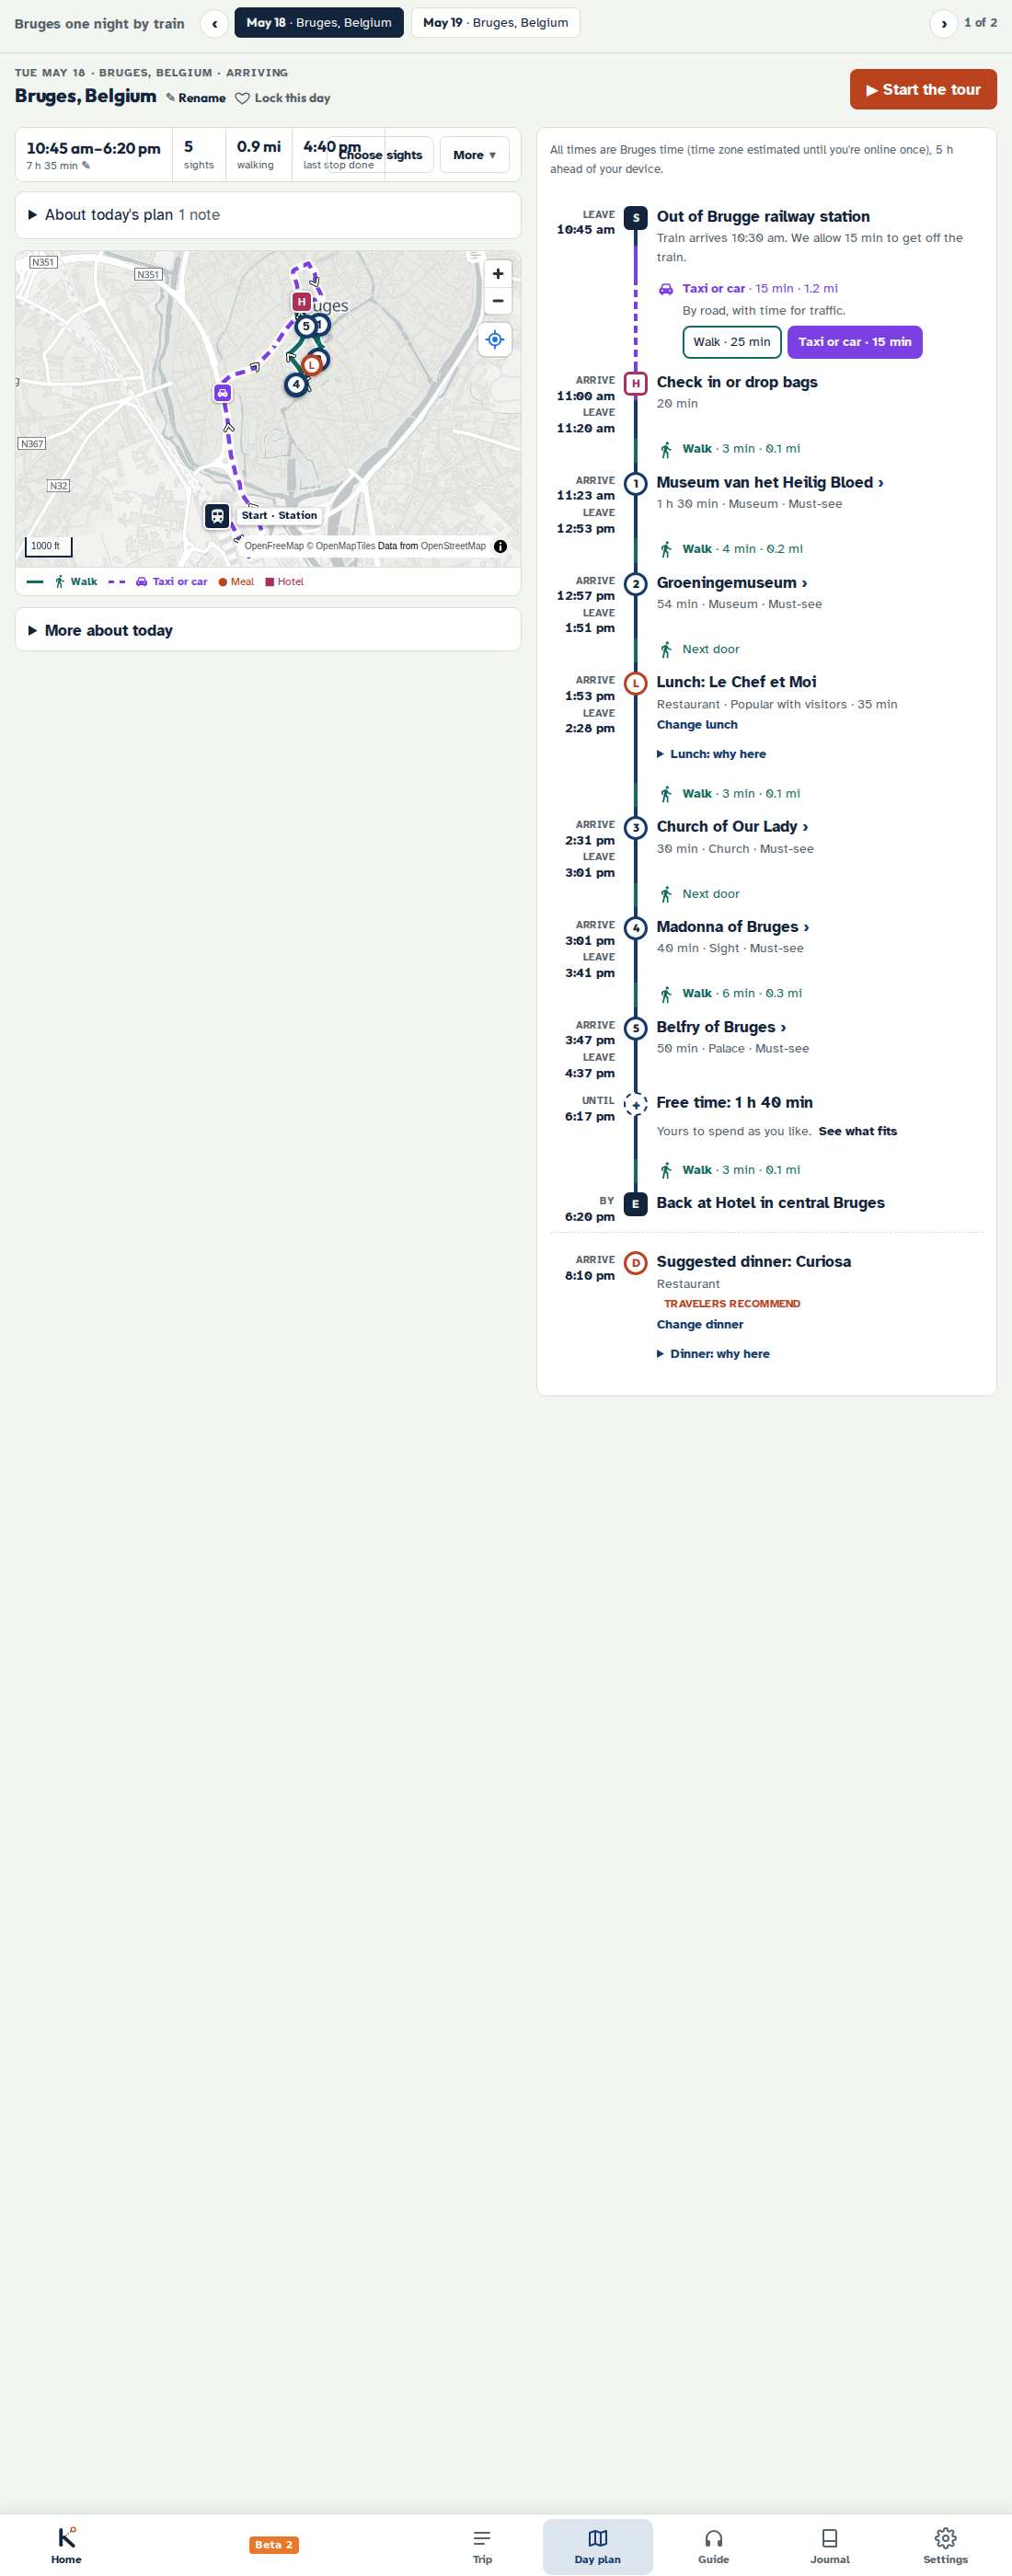 Bruges one night by train
‹
May 18 · Bruges, Belgium
May 19 · Bruges, Belgium
›
1 of 2
TUE MAY 18 · BRUGES, BELGIUM · ARRIVING
Bruges, Belgium
✎ Rename
Lock this day
▶ Start the tour
10:45 am–6:20 pm
7 h 35 min ✎
5
sights
0.9 mi
walking
4:40 pm
last stop done
Choose sights
More ▾
▶ About today's plan 1 note
N351
N351
N367
N32
uges
H
5
1
L
4
+
−
Start · Station
1000 ft
OpenFreeMap © OpenMapTiles Data from OpenStreetMap
Walk
Taxi or car
Meal
Hotel
▶ More about today
All times are Bruges time (time zone estimated until you're online once), 5 h
ahead of your device.
LEAVE
10:45 am
S
Out of Brugge railway station
Train arrives 10:30 am. We allow 15 min to get off the
train.
Taxi or car · 15 min · 1.2 mi
By road, with time for traffic.
Walk · 25 min
Taxi or car · 15 min
ARRIVE
11:00 am
LEAVE
11:20 am
H
Check in or drop bags
20 min
Walk · 3 min · 0.1 mi
ARRIVE
11:23 am
LEAVE
12:53 pm
1
Museum van het Heilig Bloed ›
1 h 30 min · Museum · Must-see
Walk · 4 min · 0.2 mi
ARRIVE
12:57 pm
LEAVE
1:51 pm
2
Groeningemuseum ›
54 min · Museum · Must-see
Next door
ARRIVE
1:53 pm
LEAVE
2:28 pm
L
Lunch: Le Chef et Moi
Restaurant · Popular with visitors · 35 min
Change lunch
▶ Lunch: why here
Walk · 3 min · 0.1 mi
ARRIVE
2:31 pm
LEAVE
3:01 pm
3
Church of Our Lady ›
30 min · Church · Must-see
Next door
ARRIVE
3:01 pm
LEAVE
3:41 pm
4
Madonna of Bruges ›
40 min · Sight · Must-see
Walk · 6 min · 0.3 mi
ARRIVE
3:47 pm
LEAVE
4:37 pm
5
Belfry of Bruges ›
50 min · Palace · Must-see
UNTIL
6:17 pm
+
Free time: 1 h 40 min
Yours to spend as you like. See what fits
Walk · 3 min · 0.1 mi
BY
6:20 pm
E
Back at Hotel in central Bruges
ARRIVE
8:10 pm
D
Suggested dinner: Curiosa
Restaurant
TRAVELERS RECOMMEND
Change dinner
▶ Dinner: why here
Home
Beta 2
Trip
Day plan
Guide
Journal
Settings